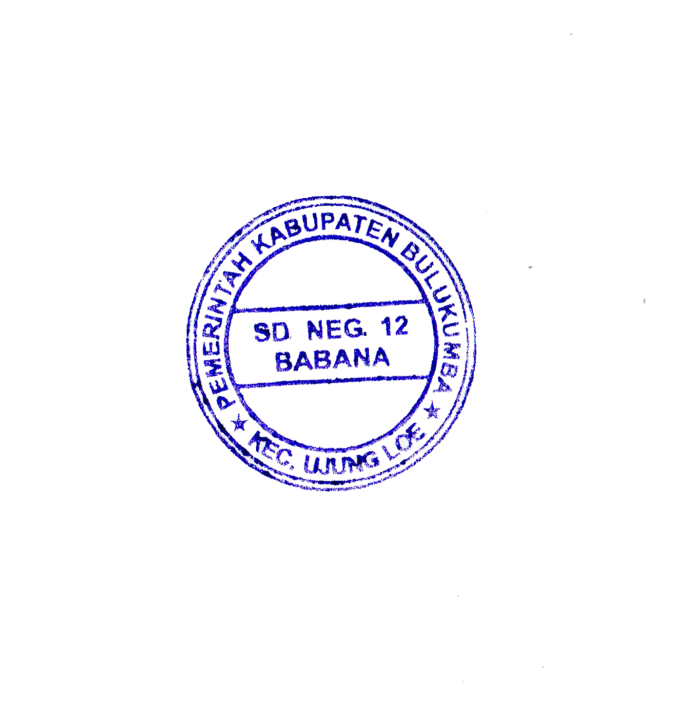 PEMERINTAH KABUPATEN BULUKUMBA
SD NEG. 12
BABANA
KEC. UJUNG LOE